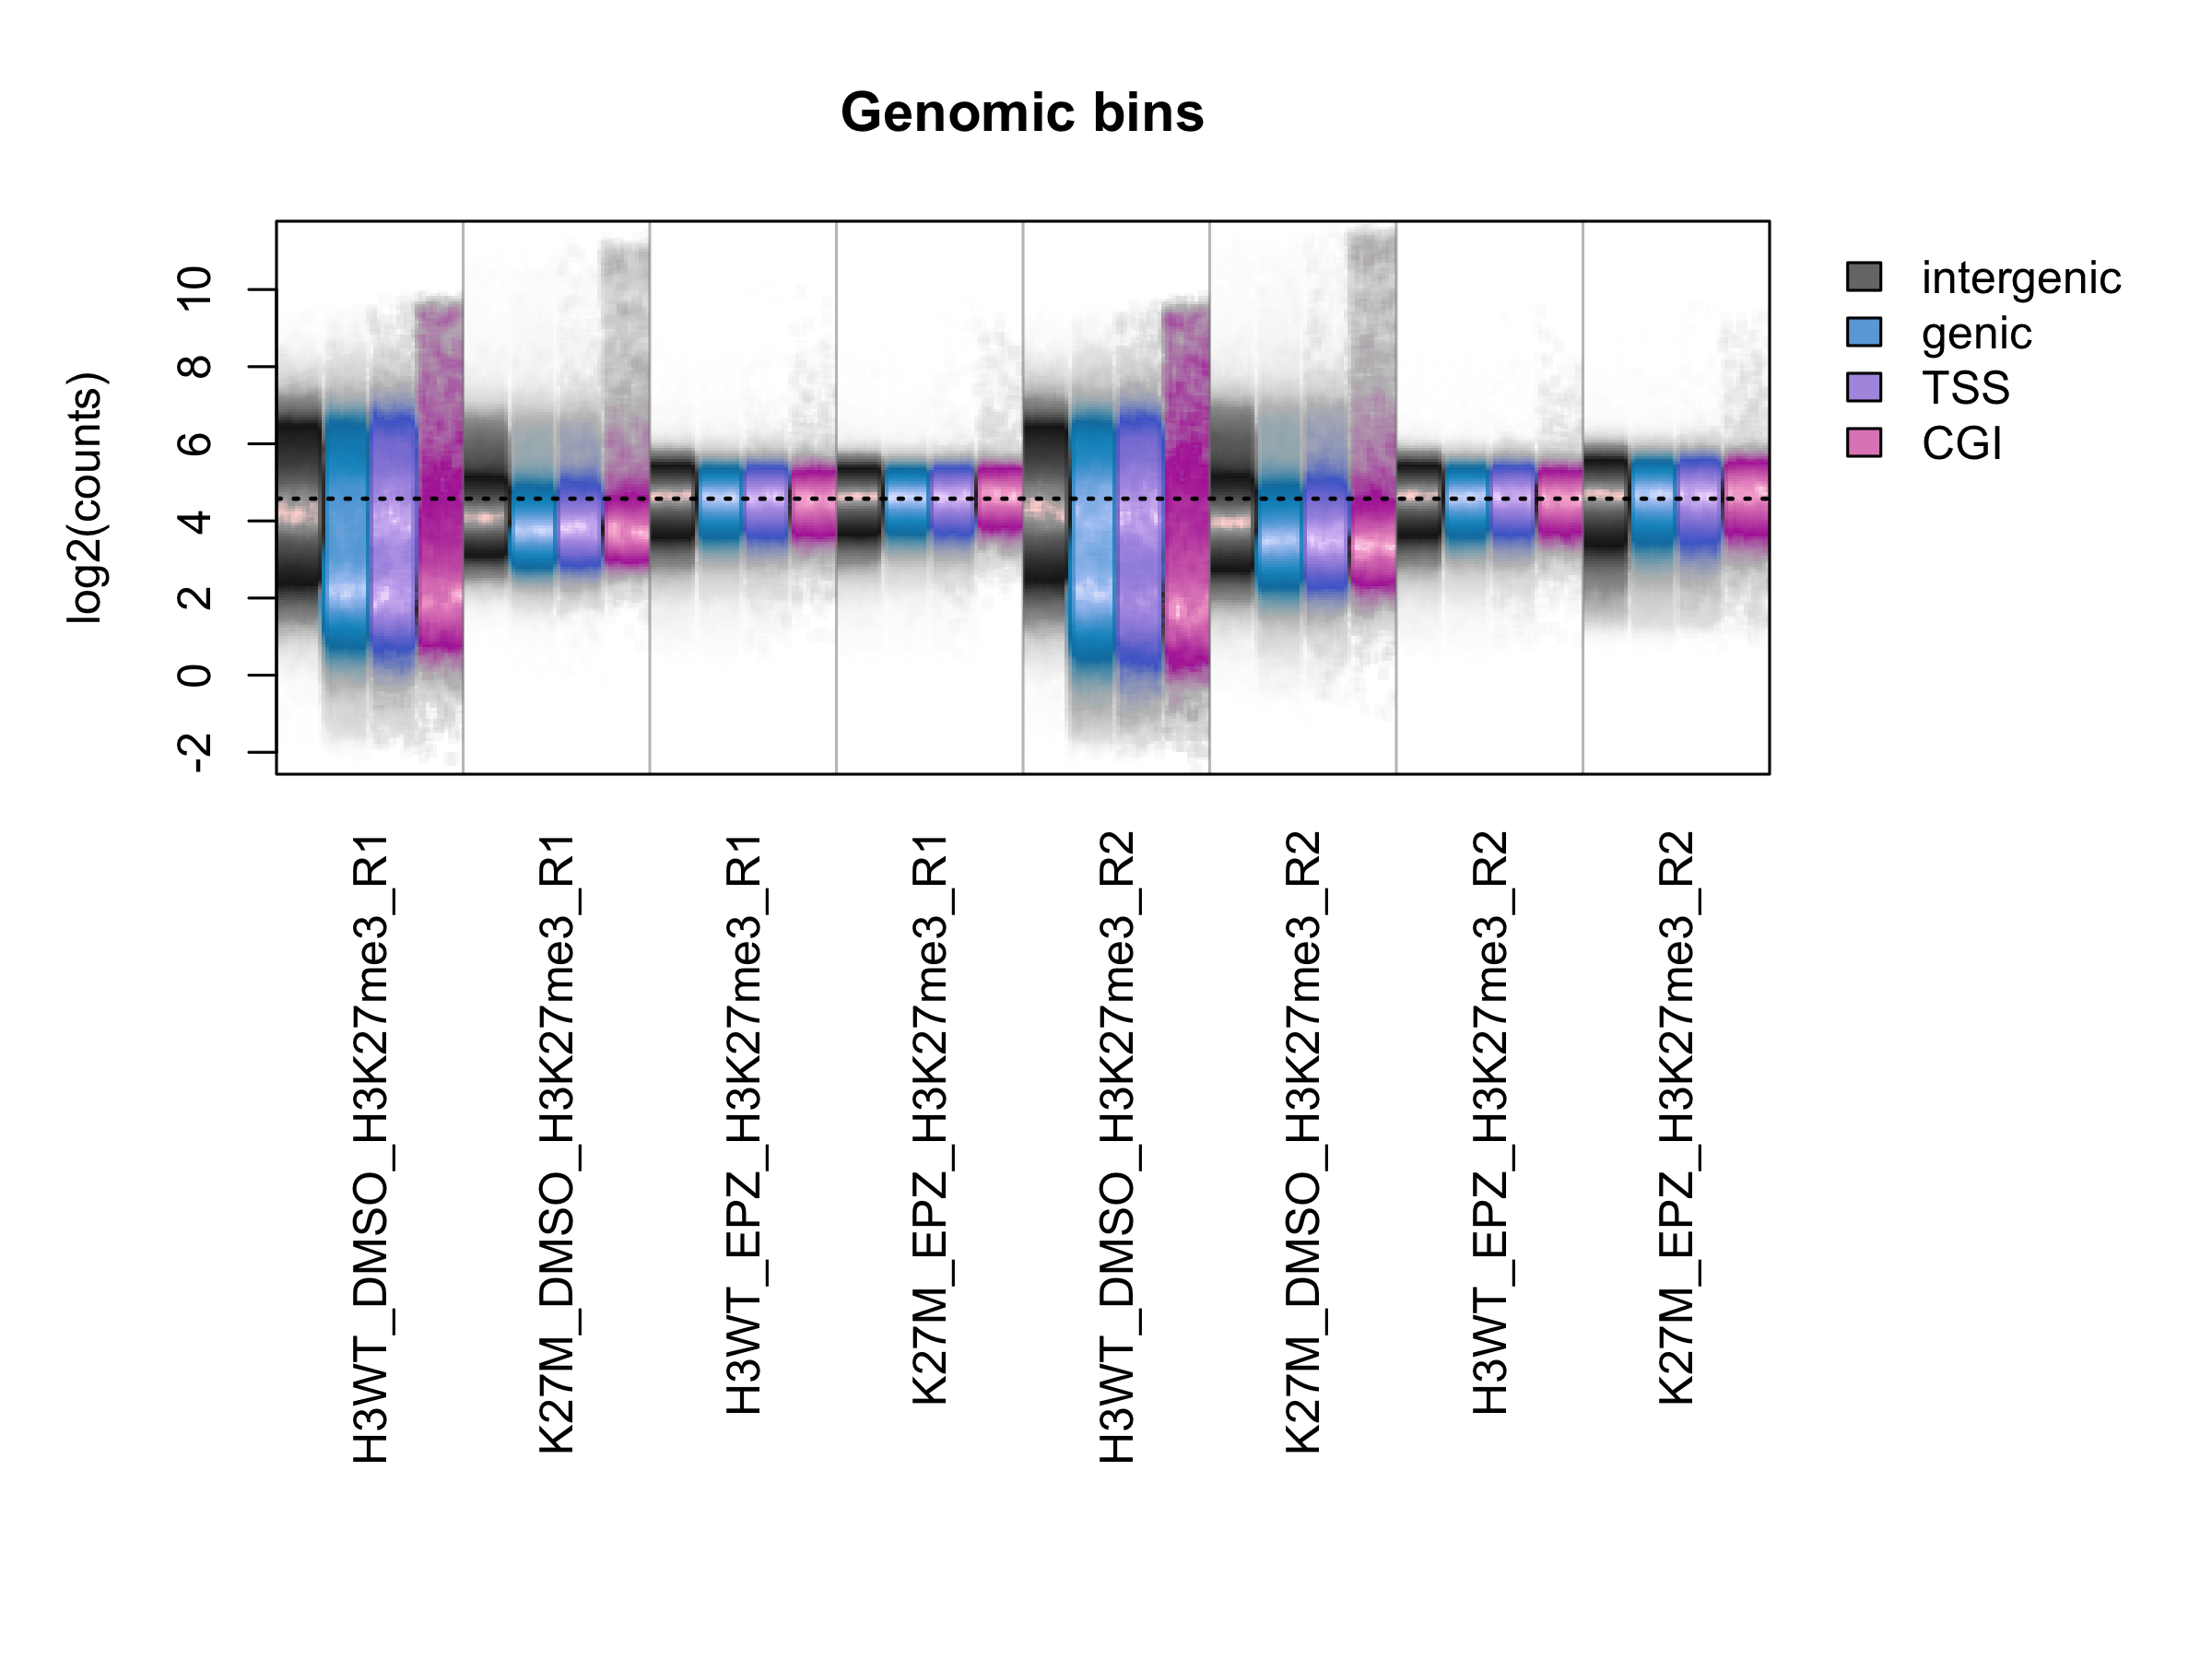 Genomic bins
log2(counts)
10
8
6
4
2
0
-2
intergenic
genic
TSS
CGI
H3WT_DMSO_H3K27me3_R1
K27M_DMSO_H3K27me3_R1
H3WT_EPZ_H3K27me3_R1
K27M_EPZ_H3K27me3_R1
H3WT_DMSO_H3K27me3_R2
K27M_DMSO_H3K27me3_R2
H3WT_EPZ_H3K27me3_R2
K27M_EPZ_H3K27me3_R2